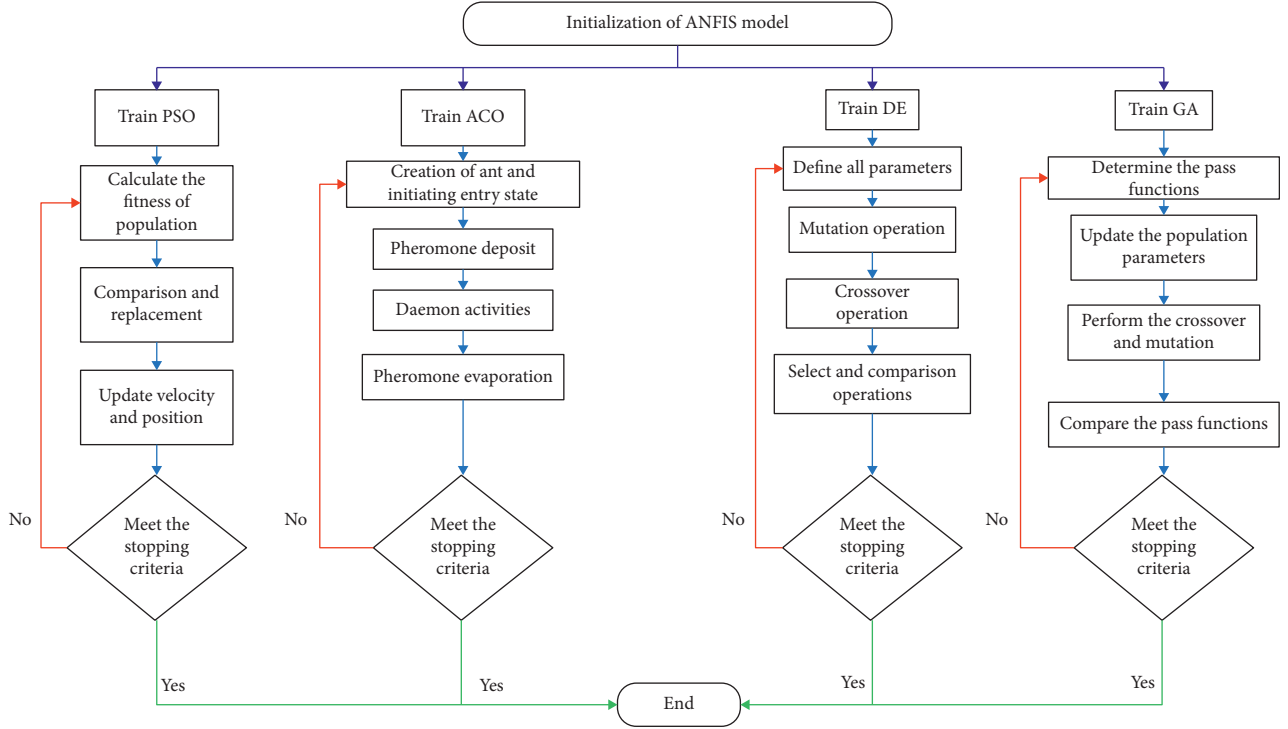 Initialization of ANFIS model
Train PSO
Calculate the
fitness of
population
Comparison and
replacement
Update velocity
and position
Meet the
stopping
criteria
No
Yes
Train ACO
Creation of ant and
initiating entry state
Pheromone deposit
Daemon activities
Pheromone evaporation
Meet the
stopping
criteria
No
Yes
Train DE
Define all parameters
Mutation operation
Crossover
operation
Select and comparison
operations
Meet the
stopping
criteria
No
Yes
Train GA
Determine the pass
functions
Update the population
parameters
Perform the crossover
and mutation
Compare the pass functions
Meet the
stopping
criteria
No
Yes
End